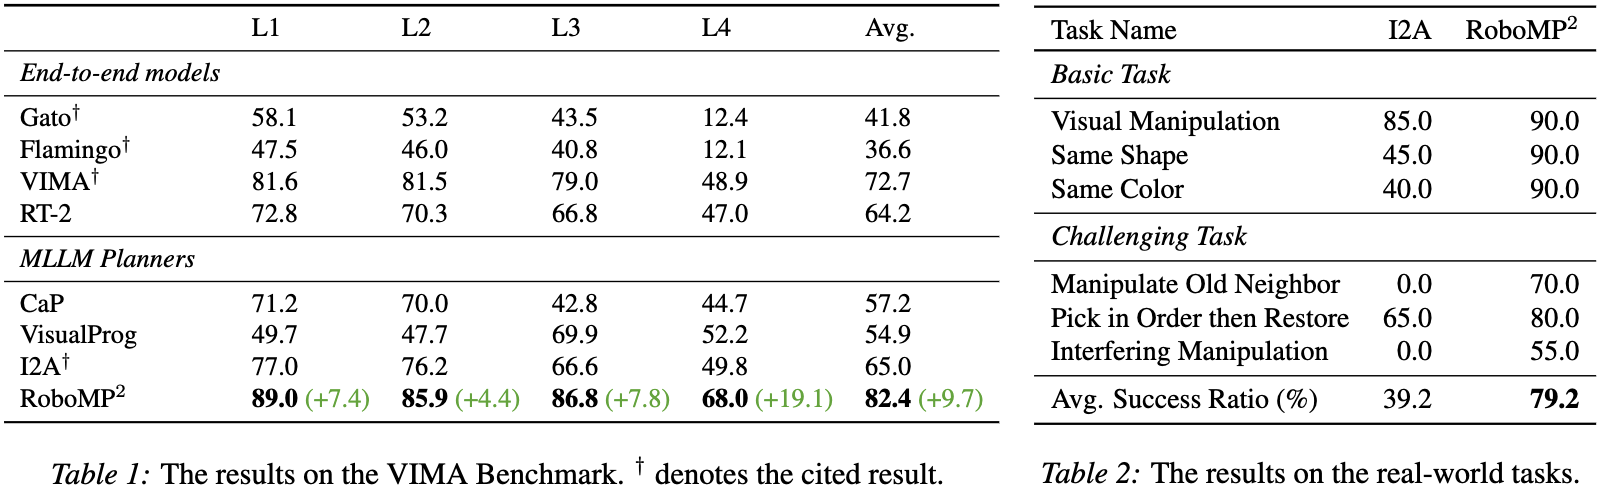 L1 L2 L3 L4 Avg.
End-to-end models
Gato† 58.1 53.2 43.5 12.4 41.8
Flamingo† 47.5 46.0 40.8 12.1 36.6
VIMA† 81.6 81.5 79.0 48.9 72.7
RT-2 72.8 70.3 66.8 47.0 64.2
MLLM Planners
CaP 71.2 70.0 42.8 44.7 57.2
VisualProg 49.7 47.7 69.9 52.2 54.9
I2A† 77.0 76.2 66.6 49.8 65.0
RoboMP² 89.0 (+7.4) 85.9 (+4.4) 86.8 (+7.8) 68.0 (+19.1) 82.4 (+9.7)
Table 1: The results on the VIMA Benchmark. † denotes the cited result.
Task Name I2A RoboMP²
Basic Task
Visual Manipulation 85.0 90.0
Same Shape 45.0 90.0
Same Color 40.0 90.0
Challenging Task
Manipulate Old Neighbor 0.0 70.0
Pick in Order then Restore 65.0 80.0
Interfering Manipulation 0.0 55.0
Avg. Success Ratio (%) 39.2 79.2
Table 2: The results on the real-world tasks.